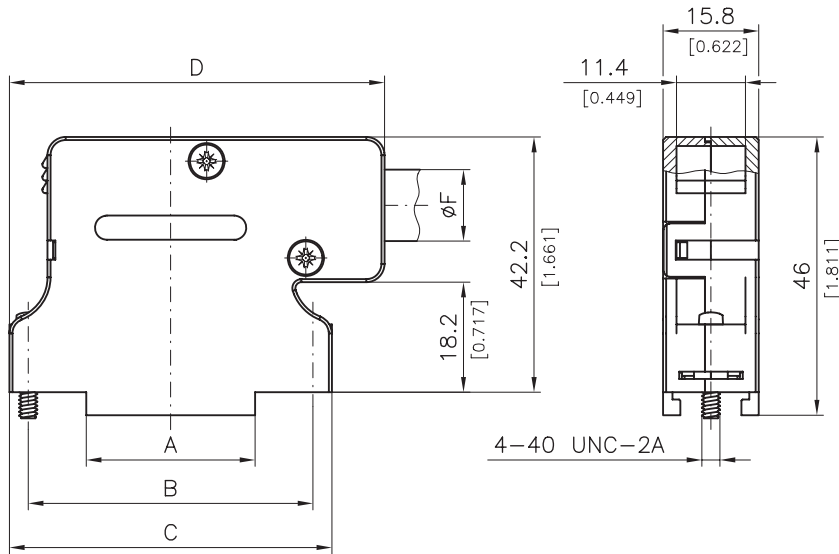 D
15.8
[0.622]
11.4
[0.449]
øF
42.2
[1.661]
18.2
[0.717]
46
[1.811]
A
4-40 UNC-2A
B
C